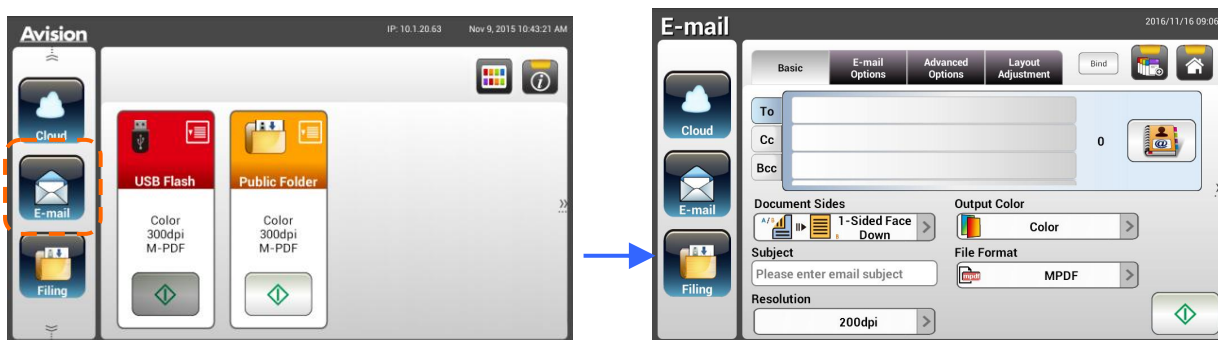 Avision
IP: 10.1.20.63
Nov 9, 2015 10:43:21 AM
Cloud
E-mail
Filing
USB Flash
Color
300dpi
M-PDF
Public Folder
Color
300dpi
M-PDF
E-mail
2016/11/16 09:06
Cloud
E-mail
Filing
Basic
E-mail
Options
Advanced
Options
Layout
Adjustment
Bind
To
Cc
Bcc
0
Document Sides
1-Sided Face
Down
Output Color
Color
Subject
Please enter email subject
File Format
mpdf
MPDF
Resolution
200dpi